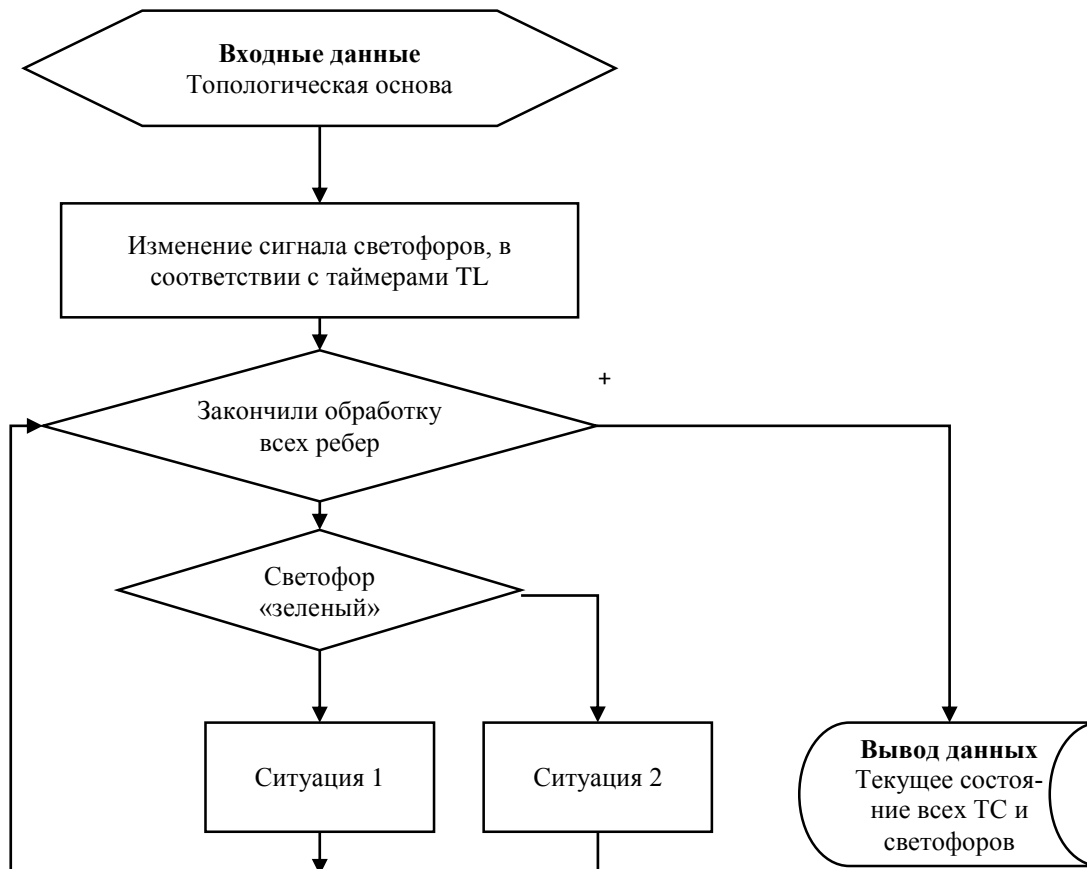 Входные данные
Топологическая основа
Изменение сигнала светофоров, в
соответствии с таймерами TL
+
Закончили обработку
всех ребер
Светофор
«зеленый»
Ситуация 1
Ситуация 2
Вывод данных
Текущее состоя-
ние всех ТС и
светофоров